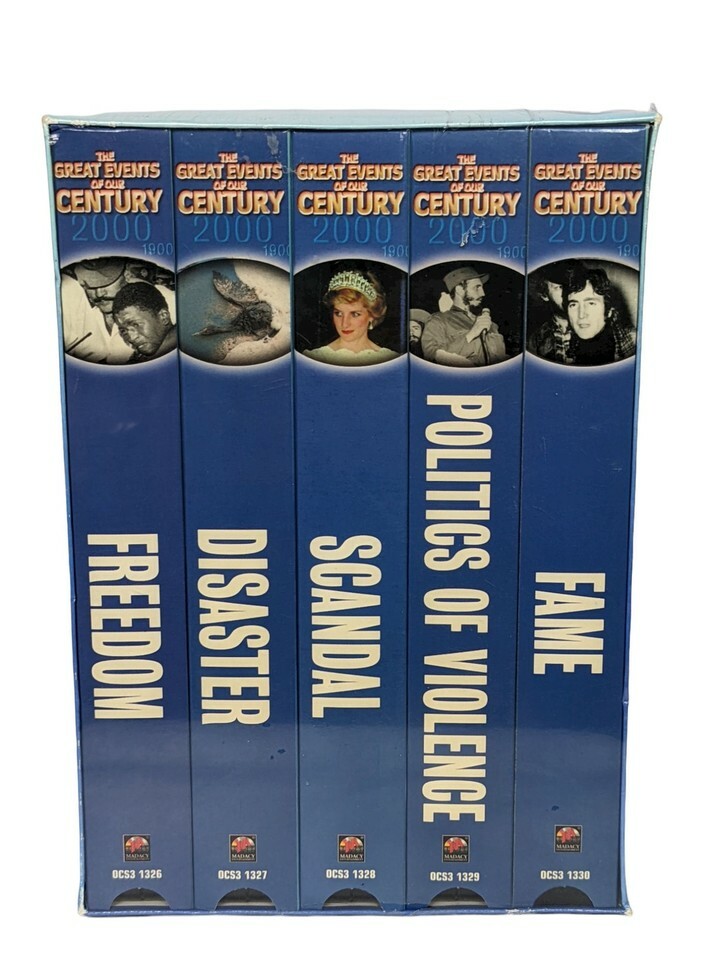 THE
GREAT EVENTS
OF OUR
CENTURY
2000
1900
FREEDOM
MADACY
OCS3 1326
THE
GREAT EVENTS
OF OUR
CENTURY
2000
1900
DISASTER
MADACY
OCS3 1327
THE
GREAT EVENTS
OF OUR
CENTURY
2000
1900
SCANDAL
MADACY
OCS3 1328
THE
GREAT EVENTS
OF OUR
CENTURY
2000
1900
POLITICS OF VIOLENCE
MADACY
OCS3 1329
THE
GREAT EVENTS
OF OUR
CENTURY
2000
1900
FAME
MADACY
OCS3 1330